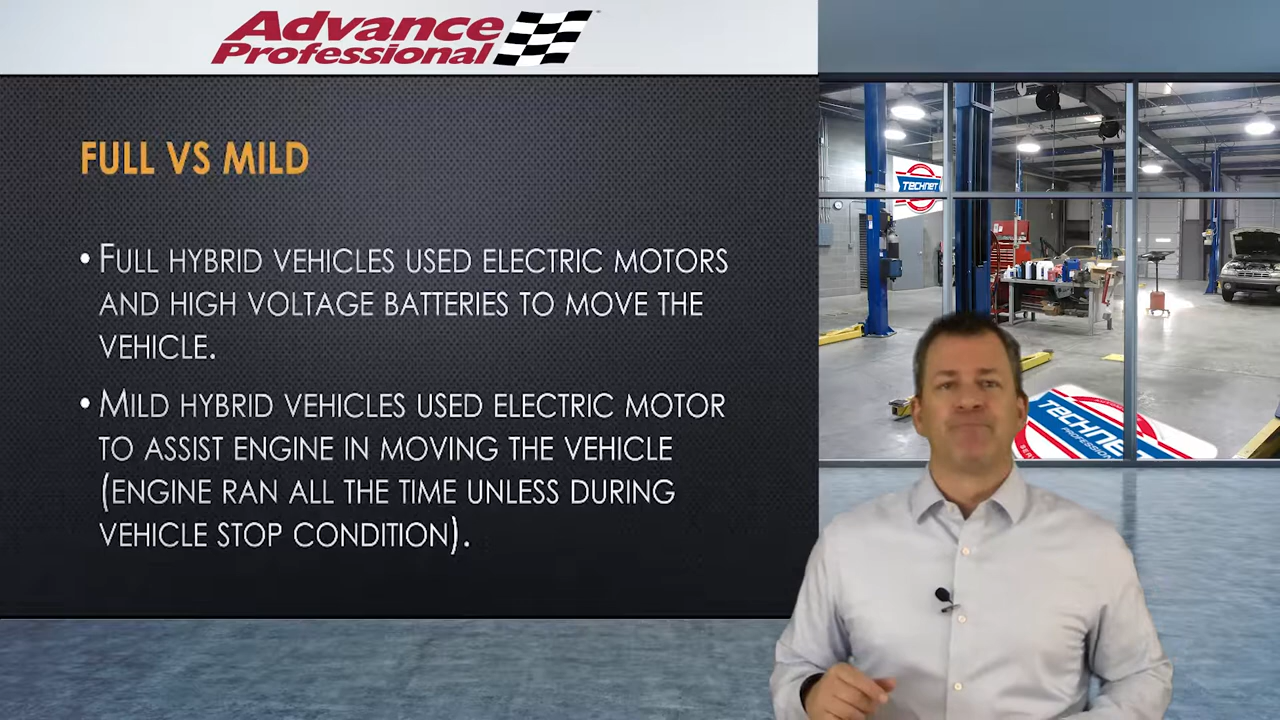 Advance
Professional
FULL VS MILD
• FULL HYBRID VEHICLES USED ELECTRIC MOTORS
AND HIGH VOLTAGE BATTERIES TO MOVE THE
VEHICLE.
• MILD HYBRID VEHICLES USED ELECTRIC MOTOR
TO ASSIST ENGINE IN MOVING THE VEHICLE
(ENGINE RAN ALL THE TIME UNLESS DURING
VEHICLE STOP CONDITION).
TECHNET
TECHNET
PROFESSIONAL